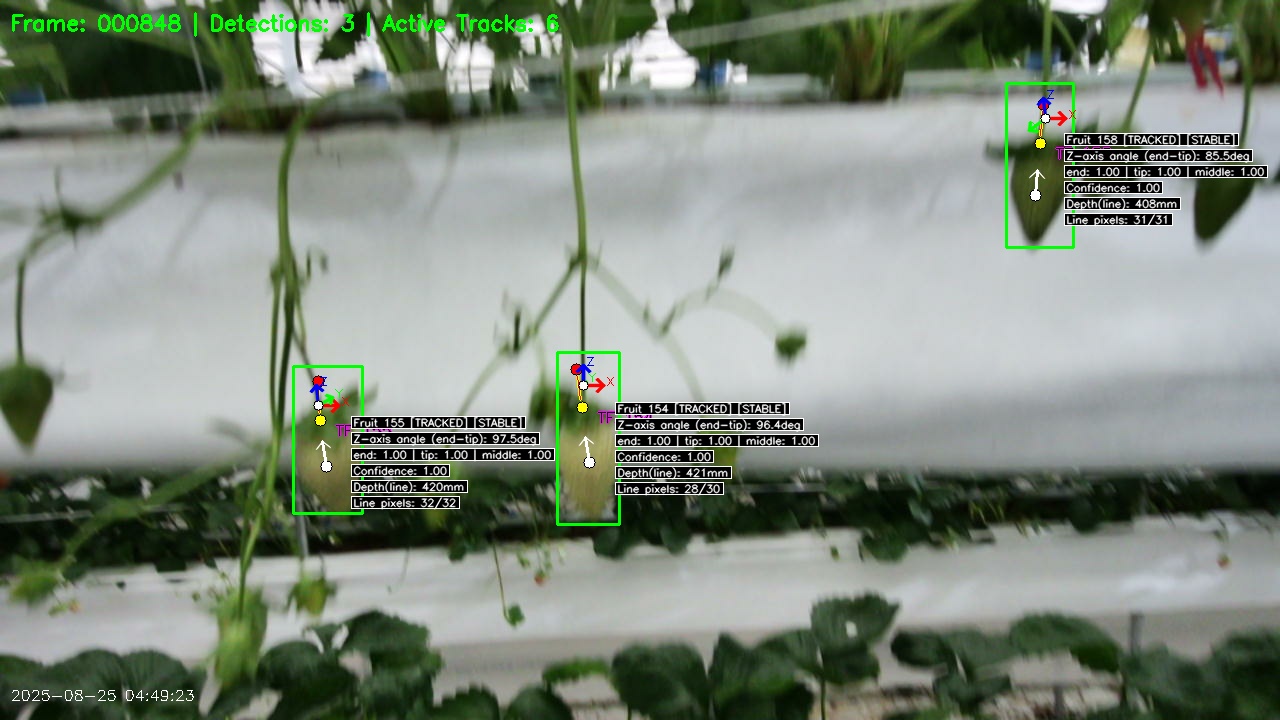 Frame: 000848 | Detections: 3 | Active Tracks: 6
Z
X
Fruit 158 [TRACKED] [STABLE]
Z-axis angle (end-tip): 85.5deg
end: 1.00 | tip: 1.00 | middle: 1.00
Confidence: 1.00
Depth(line): 408mm
Line pixels: 31/31
Z
X
Y
Fruit 154 [TRACKED] [STABLE]
Z-axis angle (end-tip): 96.4deg
end: 1.00 | tip: 1.00 | middle: 1.00
Confidence: 1.00
Depth(line): 421mm
Line pixels: 28/30
Z
Y
X
Fruit 155 [TRACKED] [STABLE]
Z-axis angle (end-tip): 97.5deg
end: 1.00 | tip: 1.00 | middle: 1.00
Confidence: 1.00
Depth(line): 420mm
Line pixels: 32/32
2025-08-25 04:49:23